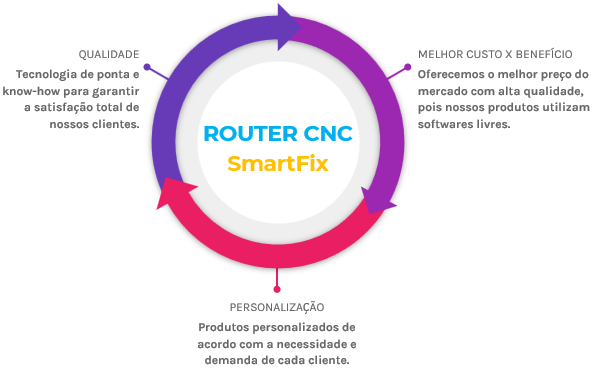 QUALIDADE
Tecnologia de ponta e
know-how para garantir
a satisfação total de
nossos clientes.
MELHOR CUSTO X BENEFÍCIO
Oferecemos o melhor preço do
mercado com alta qualidade,
pois nossos produtos utilizam
softwares livres.
ROUTER CNC
SmartFix
PERSONALIZAÇÃO
Produtos personalizados de
acordo com a necessidade e
demanda de cada cliente.